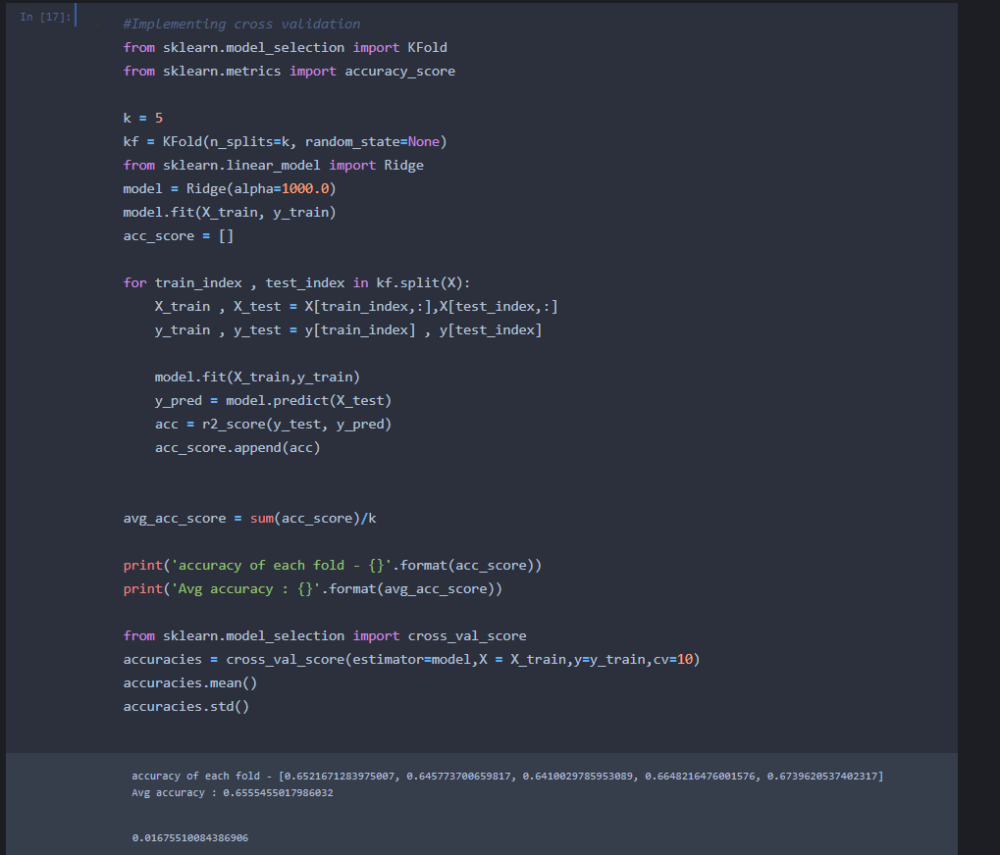 In [17]:
#Implementing cross validation
from sklearn.model_selection import KFold
from sklearn.metrics import accuracy_score
k = 5
kf = KFold(n_splits=k, random_state=None)
from sklearn.linear_model import Ridge
model = Ridge(alpha=1000.0)
model.fit(X_train, y_train)
acc_score = []
for train_index , test_index in kf.split(X):
    X_train , X_test = X[train_index,:],X[test_index,:]
    y_train , y_test = y[train_index] , y[test_index]
    model.fit(X_train,y_train)
    y_pred = model.predict(X_test)
    acc = r2_score(y_test, y_pred)
    acc_score.append(acc)
avg_acc_score = sum(acc_score)/k
print('accuracy of each fold - {}'.format(acc_score))
print('Avg accuracy : {}'.format(avg_acc_score))
from sklearn.model_selection import cross_val_score
accuracies = cross_val_score(estimator=model,X = X_train,y=y_train,cv=10)
accuracies.mean()
accuracies.std()
accuracy of each fold - [0.6521671283975007, 0.645773700659817, 0.6410029785953089, 0.6648216476001576, 0.6739620537402317]
Avg accuracy : 0.6555455017986032
0.01675510084386906